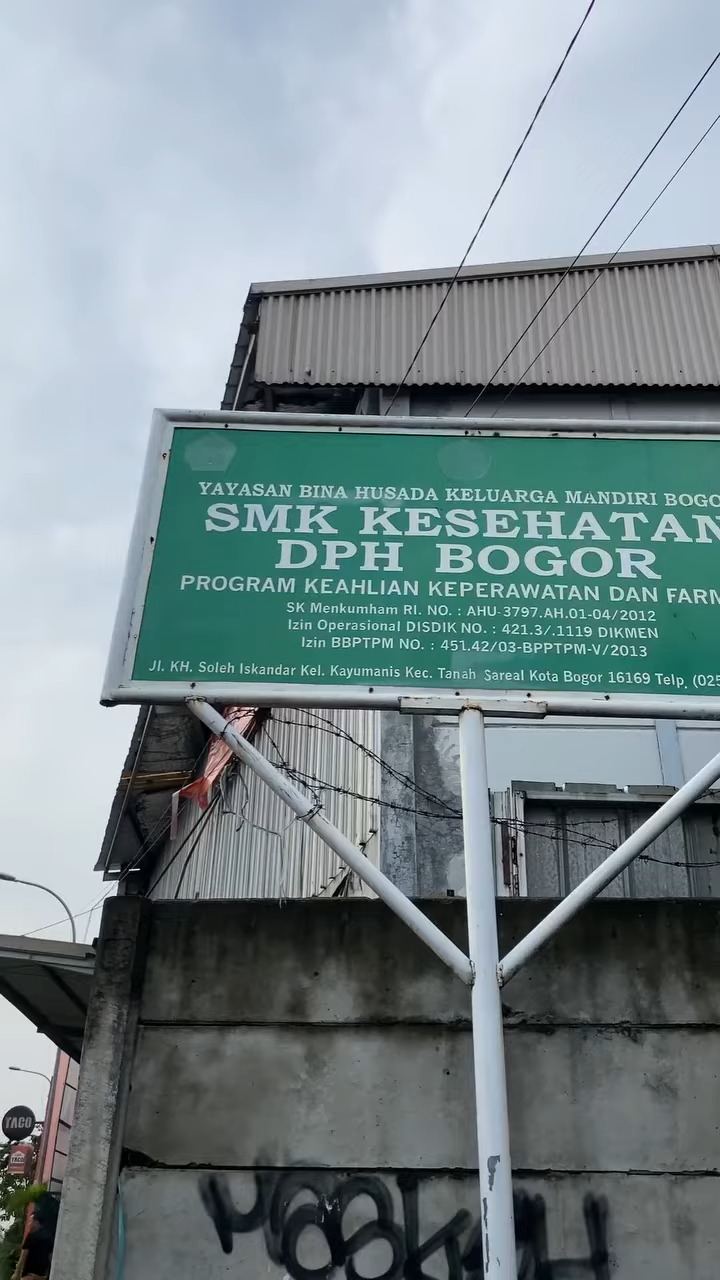 YAYASAN BINA HUSADA KELUARGA MANDIRI BOGO
SMK KESEHATAN
DPH BOGOR
PROGRAM KEAHLIAN KEPERAWATAN DAN FARM
SK Menkumham RI. NO. : AHU-3797.AH.01-04/2012
Izin Operasional DISDIK NO. : 421.3/.1119 DIKMEN
Izin BBPTPM NO. : 451.42/03-BPPTPM-V/2013
Jl. KH. Soleh Iskandar Kel. Kayumanis Kec. Tanah Sareal Kota Bogor 16169 Telp. (025
TACO
TACO